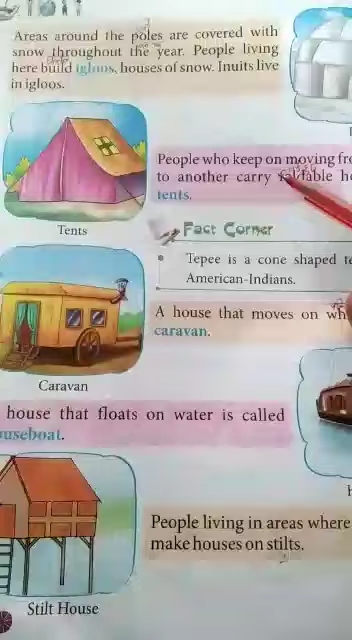 Areas around the poles are covered with
snow throughout the year. People living
here build igloos, houses of snow. Inuits live
in igloos.
People who keep on moving
to another carry foldable
tents.
Tents
Fact Corner
Tepee is a cone shaped
American-Indians.
A house that moves on
caravan.
Caravan
house that floats on water is called
useboat.
People living in areas where
make houses on stilts.
Stilt House